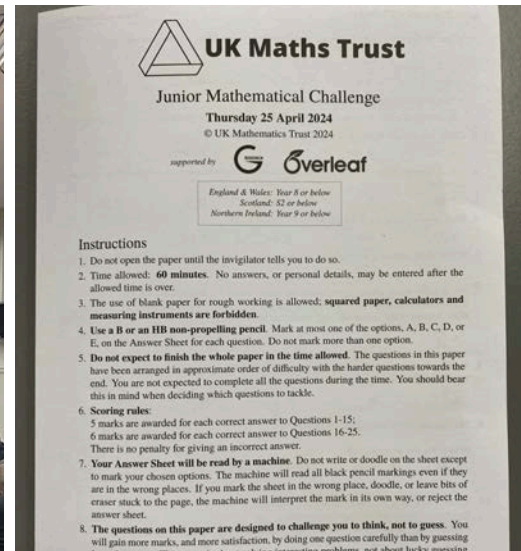 UK Maths Trust
Junior Mathematical Challenge
Thursday 25 April 2024
© UK Mathematics Trust 2024
supported by
Overleaf
England & Wales: Year 8 or below
Scotland: S2 or below
Northern Ireland: Year 9 or below
Instructions
1. Do not open the paper until the invigilator tells you to do so.
2. Time allowed: 60 minutes. No answers, or personal details, may be entered after the
allowed time is over.
3. The use of blank paper for rough working is allowed; squared paper, calculators and
measuring instruments are forbidden.
4. Use a B or an HB non-propelling pencil. Mark at most one of the options, A, B, C, D, or
E, on the Answer Sheet for each question. Do not mark more than one option.
5. Do not expect to finish the whole paper in the time allowed. The questions in this paper
have been arranged in approximate order of difficulty with the harder questions towards the
end. You are not expected to complete all the questions during the time. You should bear
this in mind when deciding which questions to tackle.
6. Scoring rules:
5 marks are awarded for each correct answer to Questions 1-15;
6 marks are awarded for each correct answer to Questions 16-25.
There is no penalty for giving an incorrect answer.
7. Your Answer Sheet will be read by a machine. Do not write or doodle on the sheet except
to mark your chosen options. The machine will read all black pencil markings even if they
are in the wrong places. If you mark the sheet in the wrong place, doodle, or leave bits of
eraser stuck to the page, the machine will interpret the mark in its own way, or reject the
answer sheet.
8. The questions on this paper are designed to challenge you to think, not to guess. You
will gain more marks, and more satisfaction, by doing one question carefully than by guessing